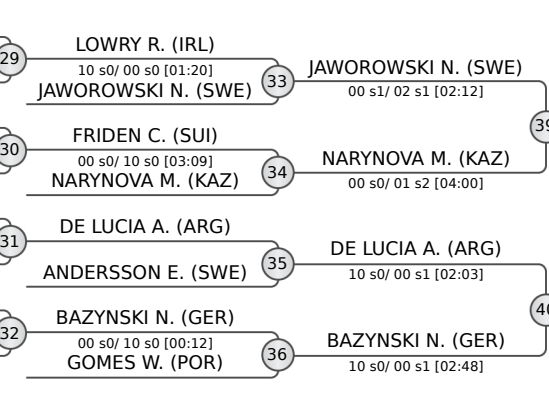 LOWRY R. (IRL)
29
10 s0/ 00 s0 [01:20]
JAWOROWSKI N. (SWE)
33
JAWOROWSKI N. (SWE)
00 s1/ 02 s1 [02:12]
39
FRIDEN C. (SUI)
30
00 s0/ 10 s0 [03:09]
NARYNOVA M. (KAZ)
34
NARYNOVA M. (KAZ)
00 s0/ 01 s2 [04:00]
DE LUCIA A. (ARG)
31
ANDERSSON E. (SWE)
35
DE LUCIA A. (ARG)
10 s0/ 00 s1 [02:03]
40
BAZYNSKI N. (GER)
32
00 s0/ 10 s0 [00:12]
GOMES W. (POR)
36
BAZYNSKI N. (GER)
10 s0/ 00 s1 [02:48]